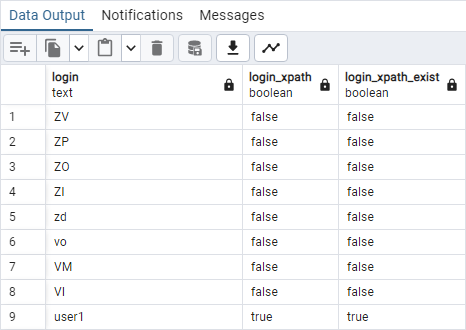 Data Output Notifications Messages
login login_xpath login_xpath_exist
text boolean boolean
1 ZV false false
2 ZP false false
3 ZO false false
4 ZI false false
5 zd false false
6 vo false false
7 VM false false
8 VI false false
9 user1 true true